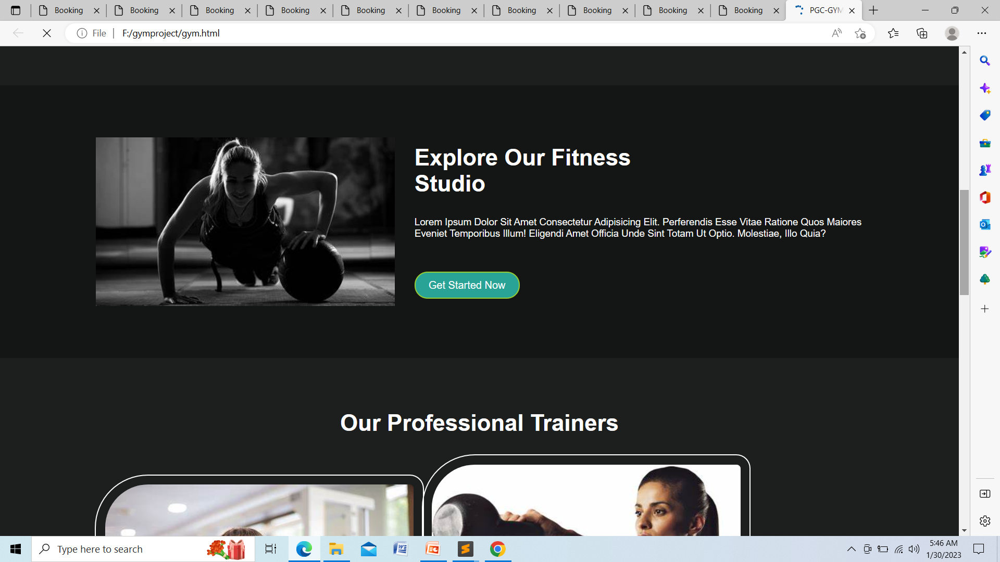 Booking
Booking
Booking
Booking
Booking
Booking
Booking
Booking
Booking
Booking
PGC-GYM
File
F:/gymproject/gym.html
Explore Our Fitness
Studio
Lorem Ipsum Dolor Sit Amet Consectetur Adipisicing Elit. Perferendis Esse Vitae Ratione Quos Maiores
Eveniet Temporibus Illum! Eligendi Amet Officia Unde Sint Totam Ut Optio. Molestiae, Illo Quia?
Get Started Now
Our Professional Trainers
Type here to search
5:46 AM
1/30/2023